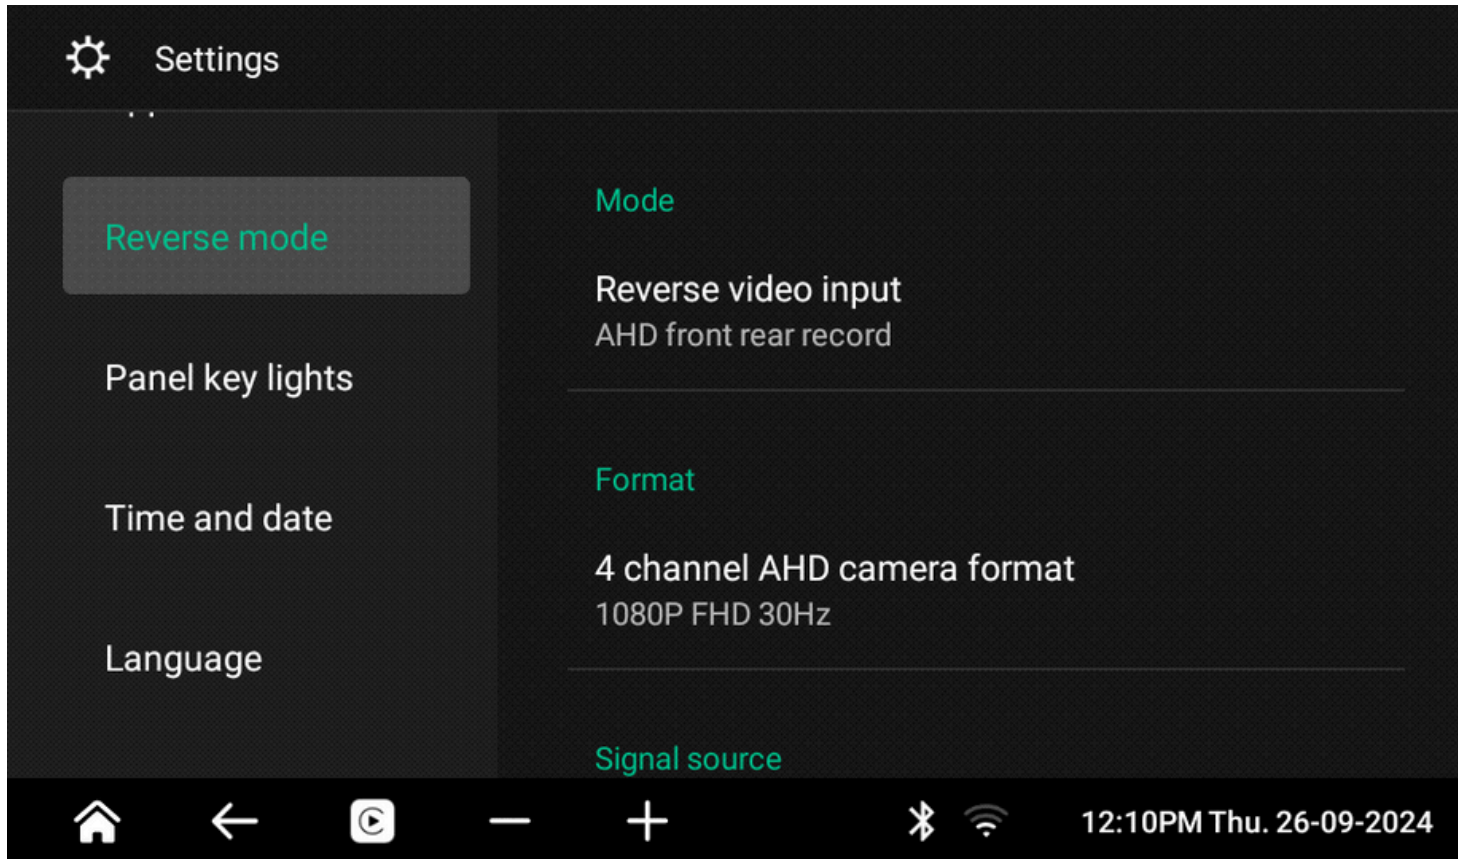 Settings
Reverse mode
Panel key lights
Time and date
Language
Mode
Reverse video input
AHD front rear record
Format
4 channel AHD camera format
1080P FHD 30Hz
Signal source
12:10PM Thu. 26-09-2024